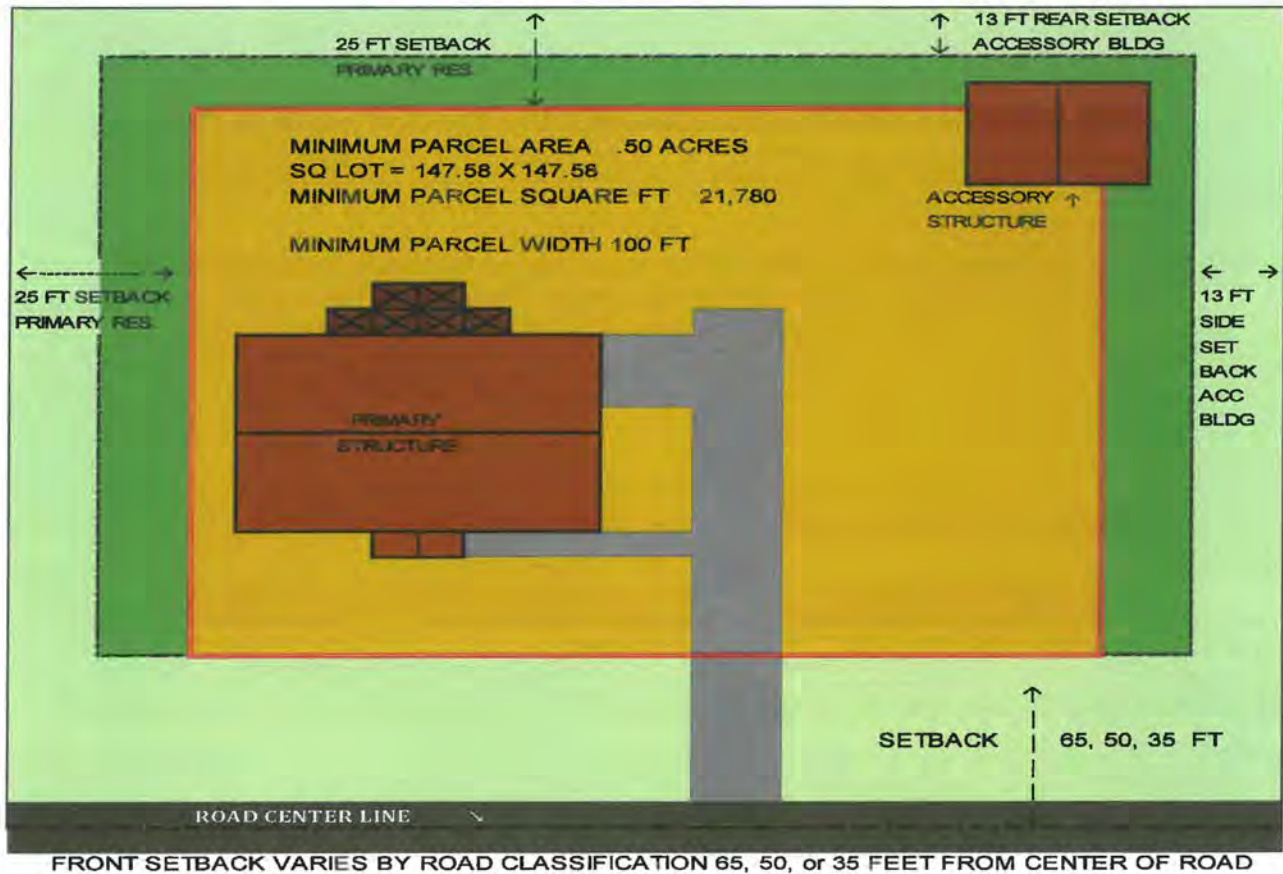 25 FT SETBACK
PRIMARY RES.
13 FT REAR SETBACK
ACCESSORY BLDG
MINIMUM PARCEL AREA .50 ACRES
SQ LOT = 147.58 X 147.58
MINIMUM PARCEL SQUARE FT 21,780
MINIMUM PARCEL WIDTH 100 FT
ACCESSORY
STRUCTURE
25 FT SETBACK
PRIMARY RES.
13 FT
SIDE
SET
BACK
ACC
BLDG
PRIMARY
STRUCTURE
SETBACK 65, 50, 35 FT
ROAD CENTER LINE
FRONT SETBACK VARIES BY ROAD CLASSIFICATION 65, 50, or 35 FEET FROM CENTER OF ROAD